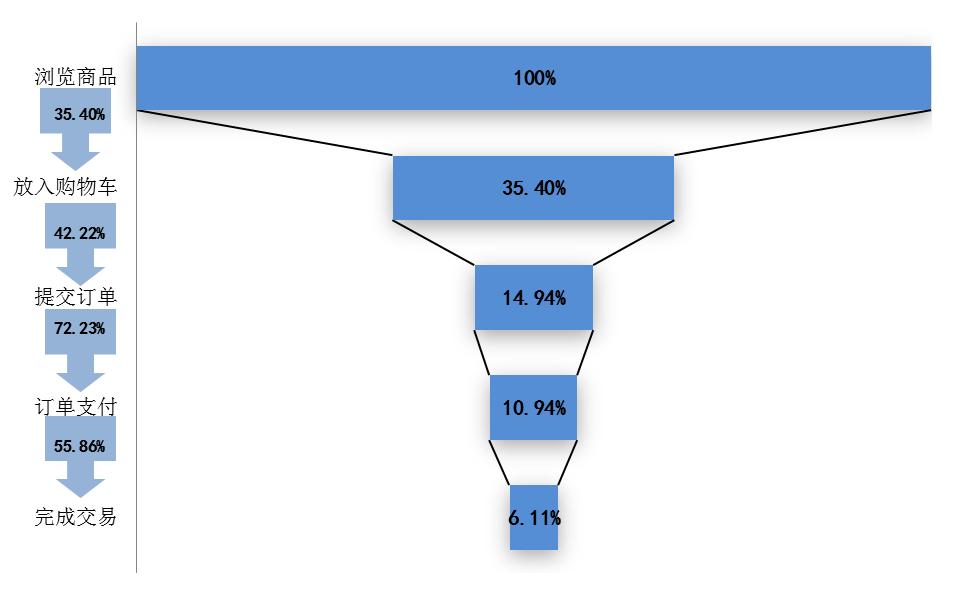 浏览商品
100%
35.40%
放入购物车
35.40%
42.22%
提交订单
14.94%
72.23%
订单支付
10.94%
55.86%
完成交易
6.11%